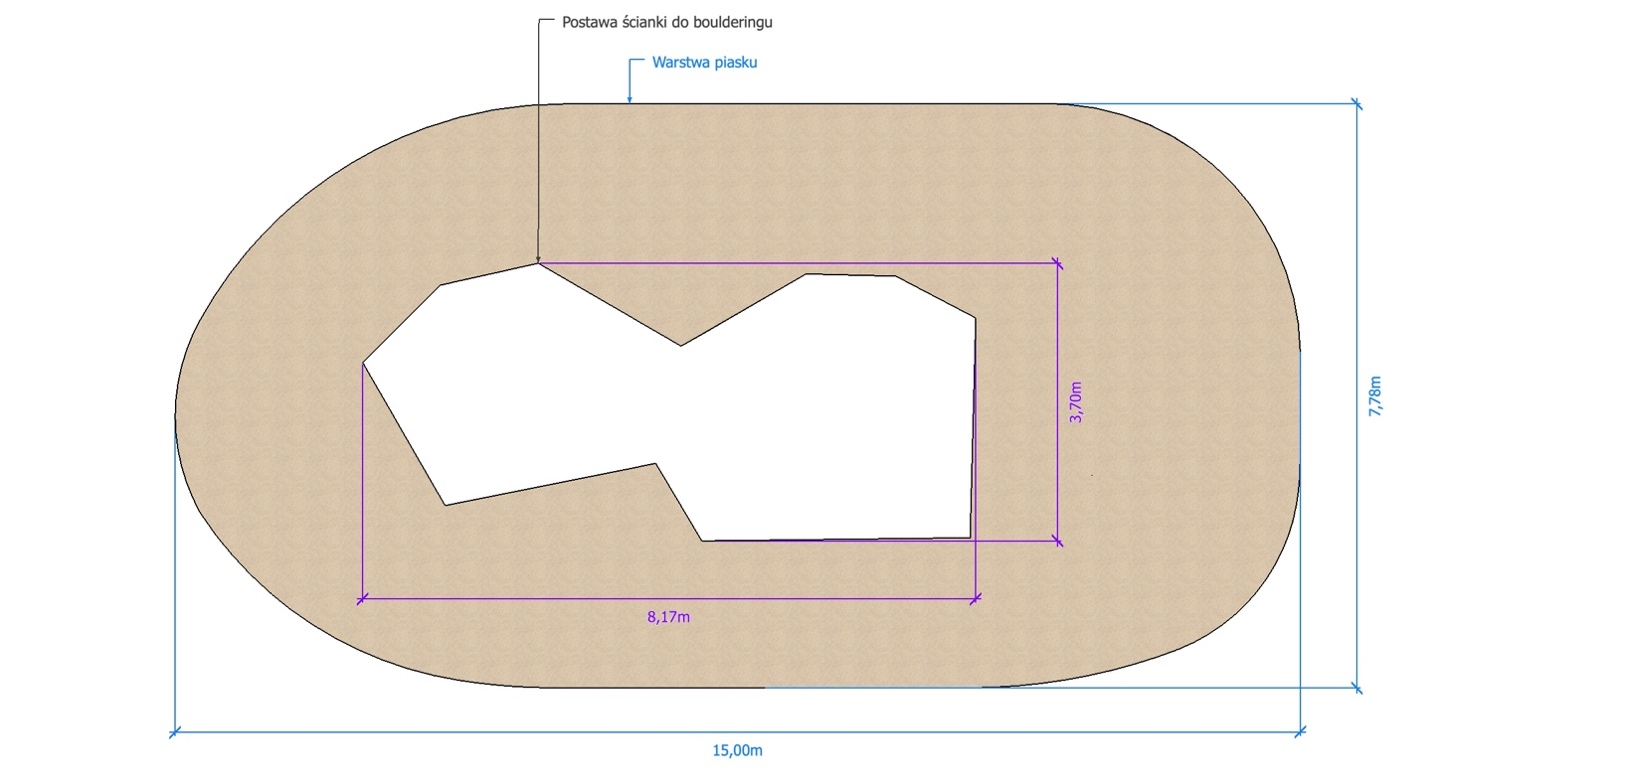 Postawa ścianki do boulderingu
Warstwa piasku
3,70m
7,78m
8,17m
15,00m